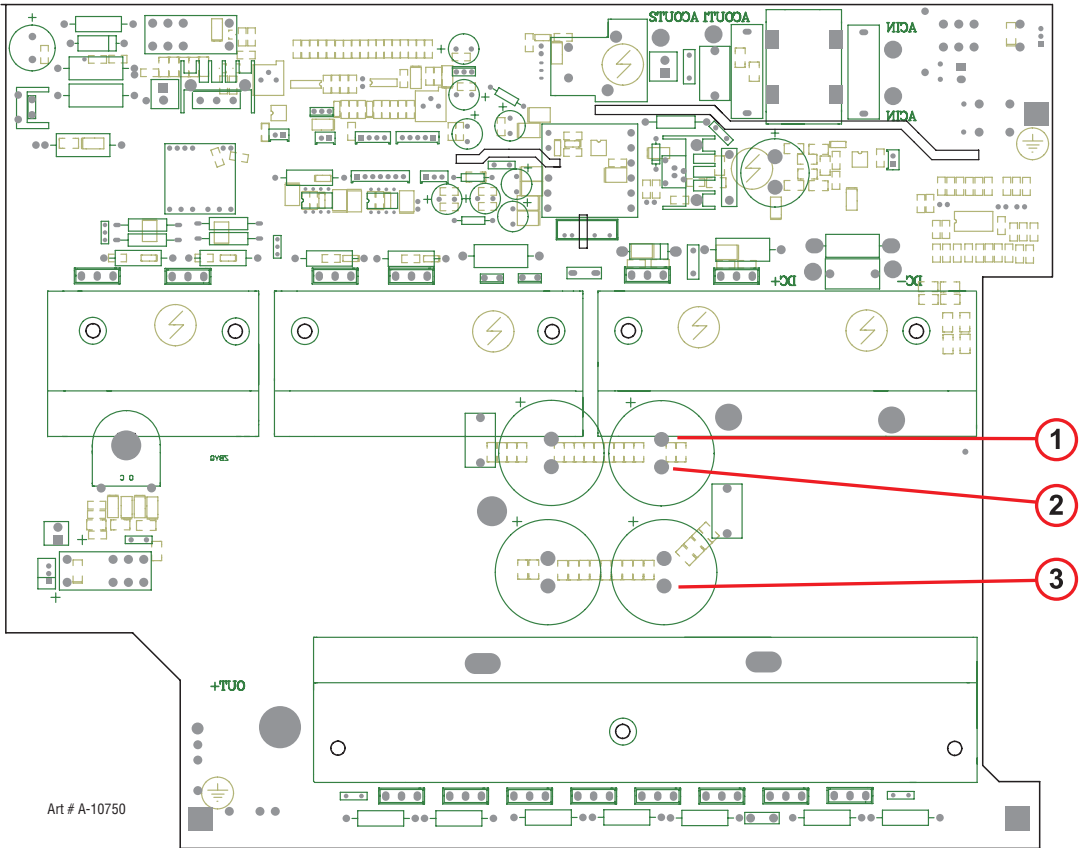 ACOUT1 ACOUT2
ACIN
ACIN
DC+
DC-
1
2
3
OUT+
Art # A-10750